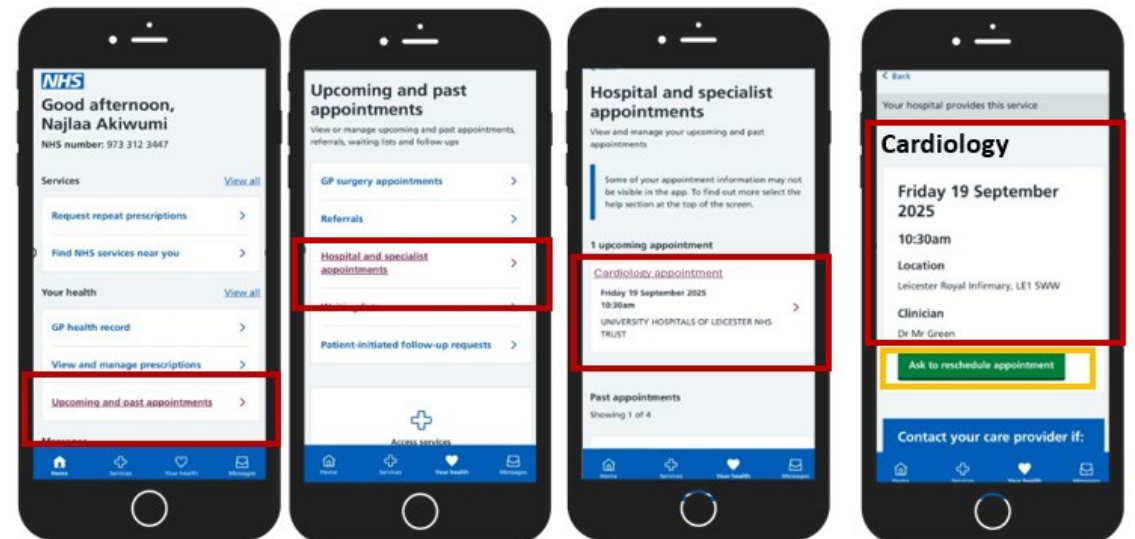 NHS
Good afternoon,
Najlaa Akiwumi
NHS number: 973 312 3447
Services
View all
Request repeat prescriptions
Find NHS services near you
Your health
View all
GP health record
View and manage prescriptions
Upcoming and past appointments
Messages
Home
Services
Your health
Messages
Upcoming and past
appointments
View or manage upcoming and past appointments,
referrals, waiting lists and follow-ups
GP surgery appointments
Referrals
Hospital and specialist
appointments
Waiting lists
Patient-initiated follow-up requests
Access services
Home
Services
Your health
Messages
Hospital and specialist
appointments
View and manage your upcoming and past
appointments
Some of your appointment information may not
be visible in the app. To find out more select the
help section at the top of the screen.
1 upcoming appointment
Cardiology appointment
Friday 19 September 2025
10:30am
UNIVERSITY HOSPITALS OF LEICESTER NHS
TRUST
Past appointments
Showing 1 of 4
Home
Services
Your health
Messages
Back
Your hospital provides this service
Cardiology
Friday 19 September
2025
10:30am
Location
Leicester Royal Infirmary, LE1 5WW
Clinician
Dr Mr Green
Ask to reschedule appointment
Contact your care provider if:
Home
Services
Your health
Messages